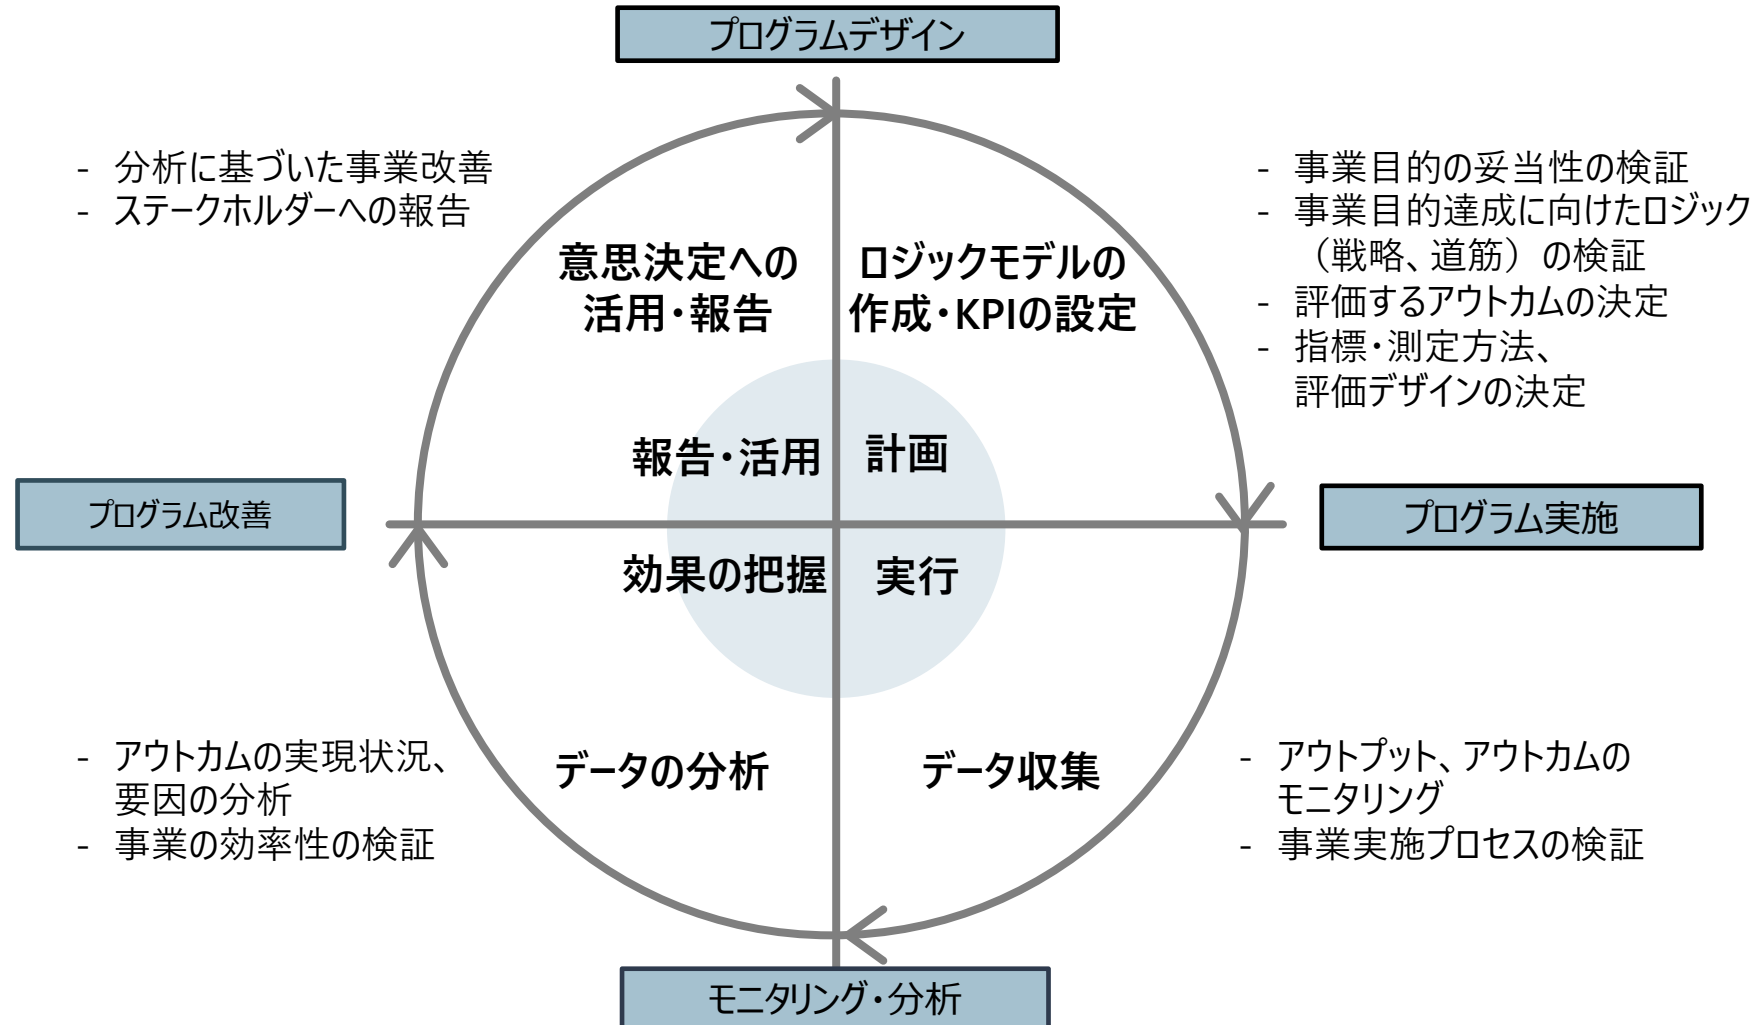 プログラムデザイン
- 分析に基づいた事業改善
- ステークホルダーへの報告
- 事業目的の妥当性の検証
- 事業目的達成に向けたロジック
（戦略、道筋）の検証
- 評価するアウトカムの決定
- 指標・測定方法、
評価デザインの決定
意思決定への
活用・報告
ロジックモデルの
作成・KPIの設定
報告・活用
計画
プログラム改善
プログラム実施
効果の把握
実行
データの分析
データ収集
- アウトカムの実現状況、
要因の分析
- 事業の効率性の検証
- アウトプット、アウトカムの
モニタリング
- 事業実施プロセスの検証
モニタリング・分析